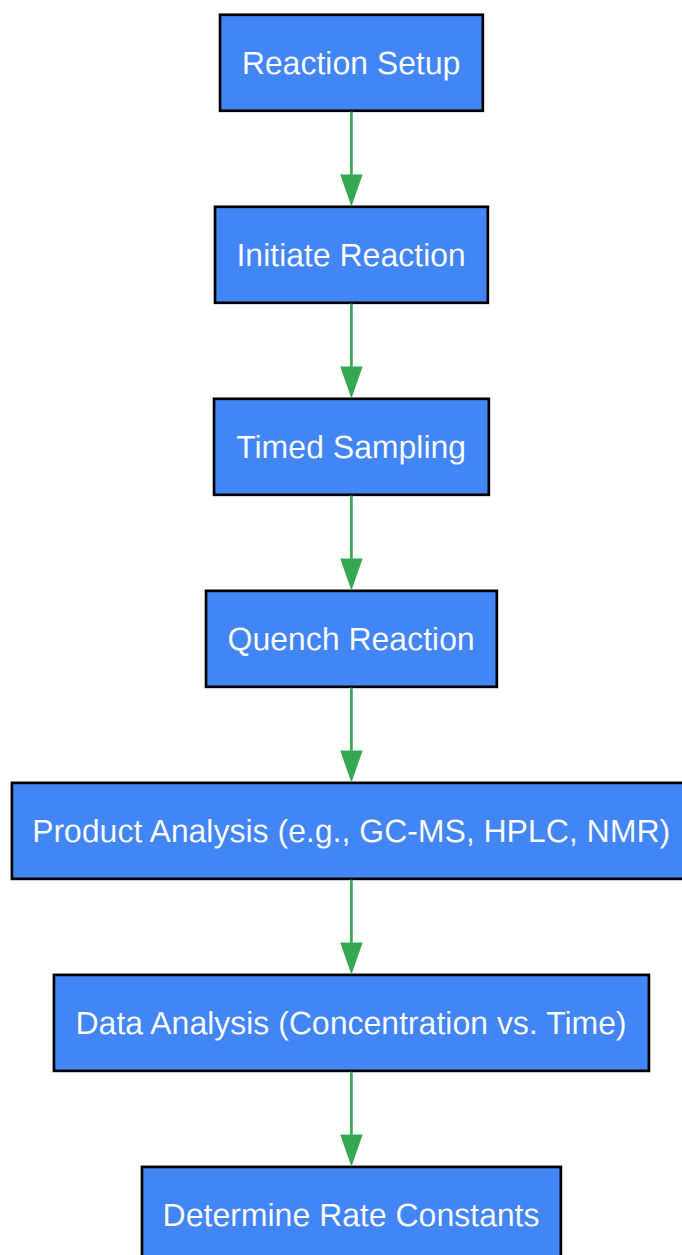 Reaction Setup
Initiate Reaction
Timed Sampling
Quench Reaction
Product Analysis (e.g., GC-MS, HPLC, NMR)
Data Analysis (Concentration vs. Time)
Determine Rate Constants